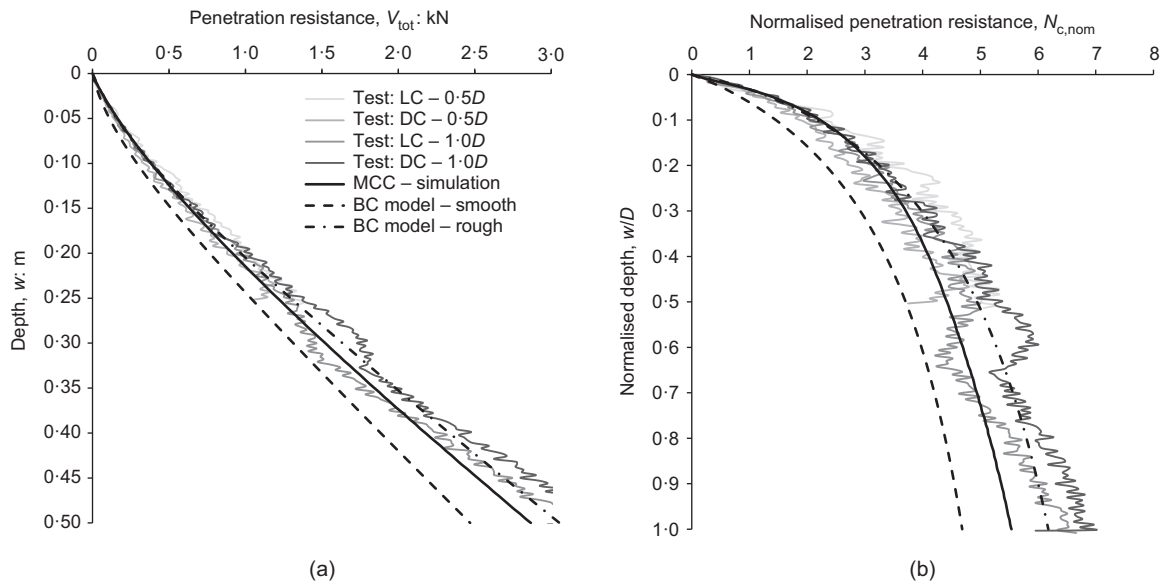 Penetration resistance, Vtot: kN
0 0·5 1·0 1·5 2·0 2·5 3·0
0
0·05
0·10
0·15
0·20
0·25
0·30
0·35
0·40
0·45
0·50
Depth, w: m
Test: LC – 0·5D
Test: DC – 0·5D
Test: LC – 1·0D
Test: DC – 1·0D
MCC – simulation
BC model – smooth
BC model – rough
(a)
Normalised penetration resistance, Nc,nom
0 1 2 3 4 5 6 7 8
0
0·1
0·2
0·3
0·4
0·5
0·6
0·7
0·8
0·9
1·0
Normalised depth, w/D
(b)